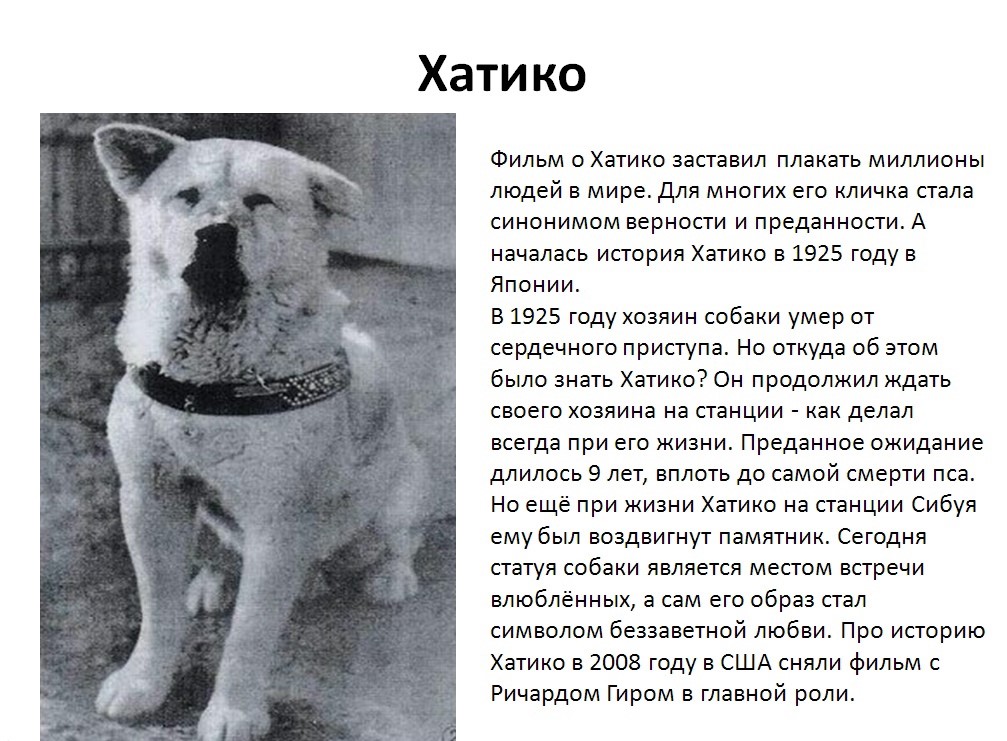 Хатико
Фильм о Хатико заставил плакать миллионы
людей в мире. Для многих его кличка стала
синонимом верности и преданности. А
началась история Хатико в 1925 году в
Японии.
В 1925 году хозяин собаки умер от
сердечного приступа. Но откуда об этом
было знать Хатико? Он продолжил ждать
своего хозяина на станции - как делал
всегда при его жизни. Преданное ожидание
длилось 9 лет, вплоть до самой смерти пса.
Но ещё при жизни Хатико на станции Сибуя
ему был воздвигнут памятник. Сегодня
статуя собаки является местом встречи
влюблённых, а сам его образ стал
символом беззаветной любви. Про историю
Хатико в 2008 году в США сняли фильм с
Ричардом Гиром в главной роли.